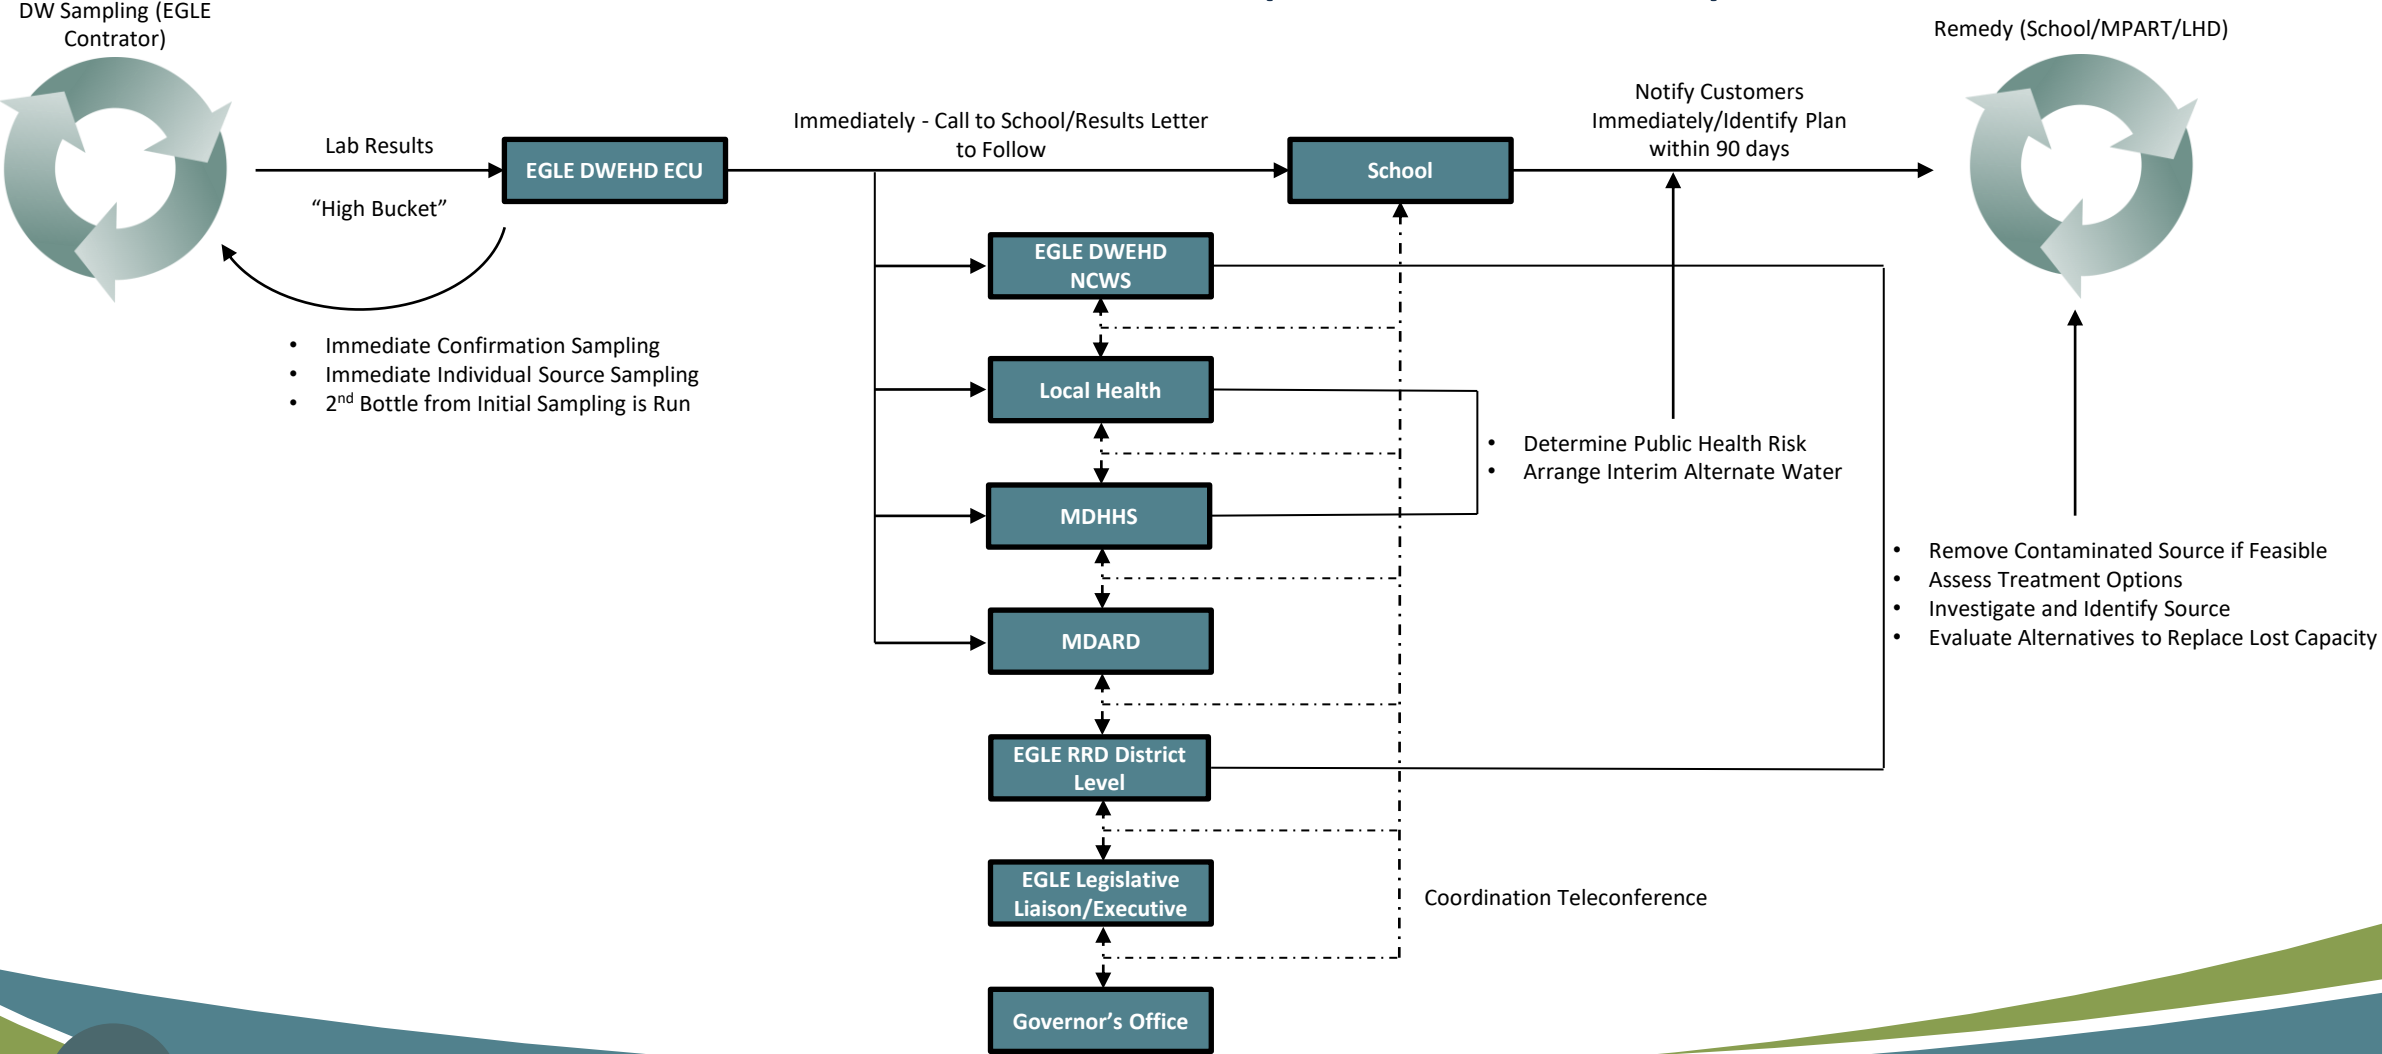 DW Sampling (EGLE
Contrator)
Remedy (School/MPART/LHD)
Lab Results
"High Bucket"
EGLE DWEHD ECU
Immediately - Call to School/Results Letter
to Follow
School
Notify Customers
Immediately/Identify Plan
within 90 days
• Immediate Confirmation Sampling
• Immediate Individual Source Sampling
• 2nd Bottle from Initial Sampling is Run
EGLE DWEHD
NCWS
Local Health
MDHHS
MDARD
EGLE RRD District
Level
EGLE Legislative
Liaison/Executive
Governor's Office
• Determine Public Health Risk
• Arrange Interim Alternate Water
• Remove Contaminated Source if Feasible
• Assess Treatment Options
• Investigate and Identify Source
• Evaluate Alternatives to Replace Lost Capacity
Coordination Teleconference